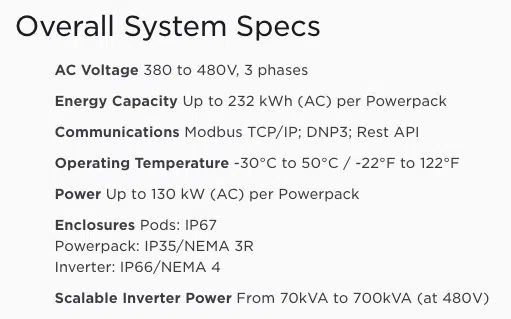 Overall System Specs
AC Voltage 380 to 480V, 3 phases
Energy Capacity Up to 232 kWh (AC) per Powerpack
Communications Modbus TCP/IP; DNP3; Rest API
Operating Temperature -30°C to 50°C / -22°F to 122°F
Power Up to 130 kW (AC) per Powerpack
Enclosures Pods: IP67
Powerpack: IP35/NEMA 3R
Inverter: IP66/NEMA 4
Scalable Inverter Power From 70kVA to 700kVA (at 480V)